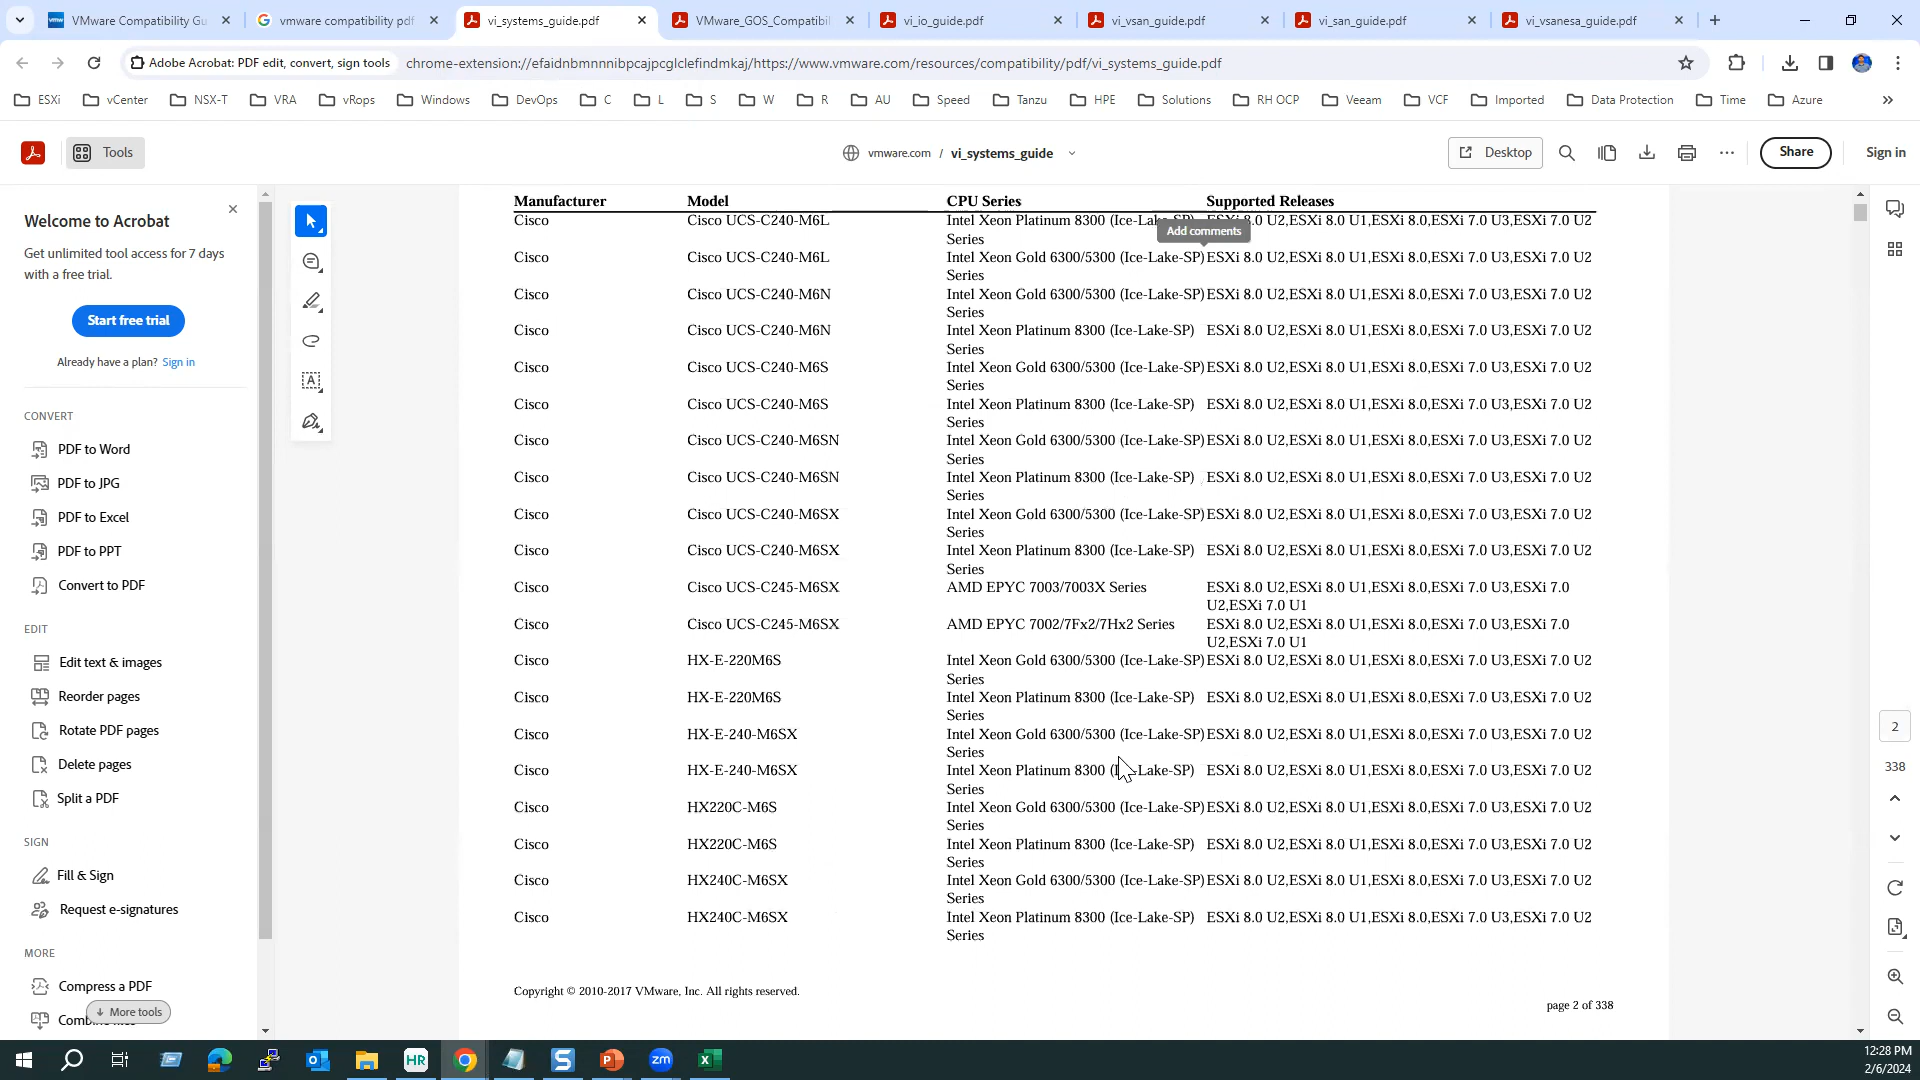 VMware Compatibility Gu
vmware compatibility pdf
vi_systems_guide.pdf
VMware_GOS_Compatibil
vi_io_guide.pdf
vi_vsan_guide.pdf
vi_san_guide.pdf
vi_vsanesa_guide.pdf
Adobe Acrobat: PDF edit, convert, sign tools
chrome-extension://efaidnbmnnnibpcajpcglclefindmkaj/https://www.vmware.com/resources/compatibility/pdf/vi_systems_guide.pdf
ESXi vCenter NSX-T VRA vRops Windows DevOps C L S W R AU Speed Tanzu HPE Solutions RH OCP Veeam VCF Imported Data Protection Time Azure
Tools
vmware.com / vi_systems_guide
Desktop
Share
Sign in
Welcome to Acrobat
Get unlimited tool access for 7 days
with a free trial.
Start free trial
Already have a plan? Sign in
CONVERT
PDF to Word
PDF to JPG
PDF to Excel
PDF to PPT
Convert to PDF
EDIT
Edit text & images
Reorder pages
Rotate PDF pages
Delete pages
Split a PDF
SIGN
Fill & Sign
Request e-signatures
MORE
Compress a PDF
More tools
Manufacturer Model CPU Series Supported Releases
Add comments
Cisco Cisco UCS-C240-M6L Intel Xeon Platinum 8300 (Ice-Lake-SP) ESXi 8.0 U2,ESXi 8.0 U1,ESXi 8.0,ESXi 7.0 U3,ESXi 7.0 U2
Series
Cisco Cisco UCS-C240-M6L Intel Xeon Gold 6300/5300 (Ice-Lake-SP) ESXi 8.0 U2,ESXi 8.0 U1,ESXi 8.0,ESXi 7.0 U3,ESXi 7.0 U2
Series
Cisco Cisco UCS-C240-M6N Intel Xeon Gold 6300/5300 (Ice-Lake-SP) ESXi 8.0 U2,ESXi 8.0 U1,ESXi 8.0,ESXi 7.0 U3,ESXi 7.0 U2
Series
Cisco Cisco UCS-C240-M6N Intel Xeon Platinum 8300 (Ice-Lake-SP) ESXi 8.0 U2,ESXi 8.0 U1,ESXi 8.0,ESXi 7.0 U3,ESXi 7.0 U2
Series
Cisco Cisco UCS-C240-M6S Intel Xeon Gold 6300/5300 (Ice-Lake-SP) ESXi 8.0 U2,ESXi 8.0 U1,ESXi 8.0,ESXi 7.0 U3,ESXi 7.0 U2
Series
Cisco Cisco UCS-C240-M6S Intel Xeon Platinum 8300 (Ice-Lake-SP) ESXi 8.0 U2,ESXi 8.0 U1,ESXi 8.0,ESXi 7.0 U3,ESXi 7.0 U2
Series
Cisco Cisco UCS-C240-M6SN Intel Xeon Gold 6300/5300 (Ice-Lake-SP) ESXi 8.0 U2,ESXi 8.0 U1,ESXi 8.0,ESXi 7.0 U3,ESXi 7.0 U2
Series
Cisco Cisco UCS-C240-M6SN Intel Xeon Platinum 8300 (Ice-Lake-SP) ESXi 8.0 U2,ESXi 8.0 U1,ESXi 8.0,ESXi 7.0 U3,ESXi 7.0 U2
Series
Cisco Cisco UCS-C240-M6SX Intel Xeon Gold 6300/5300 (Ice-Lake-SP) ESXi 8.0 U2,ESXi 8.0 U1,ESXi 8.0,ESXi 7.0 U3,ESXi 7.0 U2
Series
Cisco Cisco UCS-C240-M6SX Intel Xeon Platinum 8300 (Ice-Lake-SP) ESXi 8.0 U2,ESXi 8.0 U1,ESXi 8.0,ESXi 7.0 U3,ESXi 7.0 U2
Series
Cisco Cisco UCS-C245-M6SX AMD EPYC 7003/7003X Series ESXi 8.0 U2,ESXi 8.0 U1,ESXi 8.0,ESXi 7.0 U3,ESXi 7.0
U2,ESXi 7.0 U1
Cisco Cisco UCS-C245-M6SX AMD EPYC 7002/7Fx2/7Hx2 Series ESXi 8.0 U2,ESXi 8.0 U1,ESXi 8.0,ESXi 7.0 U3,ESXi 7.0
U2,ESXi 7.0 U1
Cisco HX-E-220M6S Intel Xeon Gold 6300/5300 (Ice-Lake-SP) ESXi 8.0 U2,ESXi 8.0 U1,ESXi 8.0,ESXi 7.0 U3,ESXi 7.0 U2
Series
Cisco HX-E-220M6S Intel Xeon Platinum 8300 (Ice-Lake-SP) ESXi 8.0 U2,ESXi 8.0 U1,ESXi 8.0,ESXi 7.0 U3,ESXi 7.0 U2
Series
Cisco HX-E-240-M6SX Intel Xeon Gold 6300/5300 (Ice-Lake-SP) ESXi 8.0 U2,ESXi 8.0 U1,ESXi 8.0,ESXi 7.0 U3,ESXi 7.0 U2
Series
Cisco HX-E-240-M6SX Intel Xeon Platinum 8300 (Ice-Lake-SP) ESXi 8.0 U2,ESXi 8.0 U1,ESXi 8.0,ESXi 7.0 U3,ESXi 7.0 U2
Series
Cisco HX220C-M6S Intel Xeon Gold 6300/5300 (Ice-Lake-SP) ESXi 8.0 U2,ESXi 8.0 U1,ESXi 8.0,ESXi 7.0 U3,ESXi 7.0 U2
Series
Cisco HX220C-M6S Intel Xeon Platinum 8300 (Ice-Lake-SP) ESXi 8.0 U2,ESXi 8.0 U1,ESXi 8.0,ESXi 7.0 U3,ESXi 7.0 U2
Series
Cisco HX240C-M6SX Intel Xeon Gold 6300/5300 (Ice-Lake-SP) ESXi 8.0 U2,ESXi 8.0 U1,ESXi 8.0,ESXi 7.0 U3,ESXi 7.0 U2
Series
Cisco HX240C-M6SX Intel Xeon Platinum 8300 (Ice-Lake-SP) ESXi 8.0 U2,ESXi 8.0 U1,ESXi 8.0,ESXi 7.0 U3,ESXi 7.0 U2
Series
Copyright © 2010-2017 VMware, Inc. All rights reserved.
page 2 of 338
2
338
12:28 PM
2/6/2024